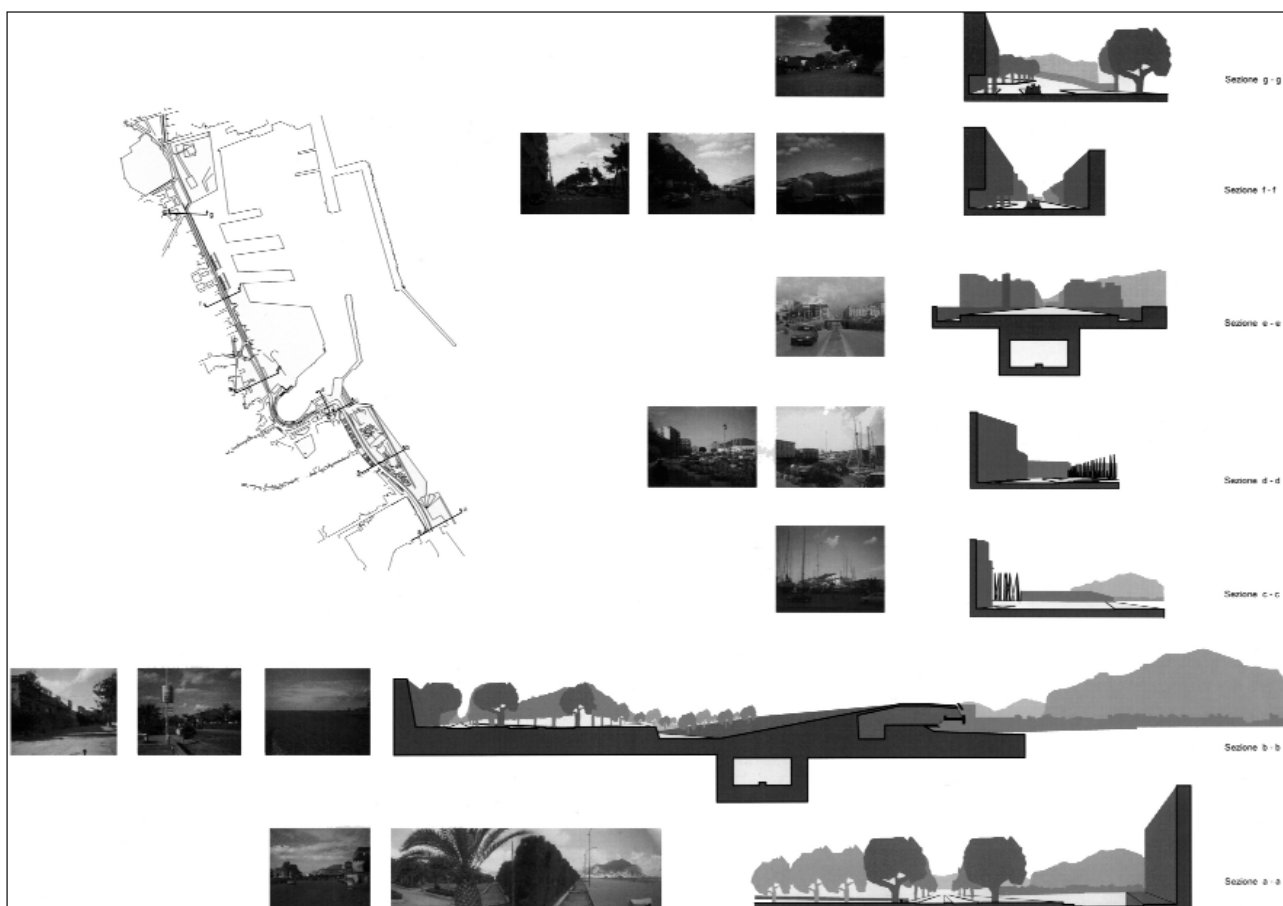 Sezione g - g
Sezione f - f
Sezione e - e
Sezione d - d
Sezione c - c
Sezione b - b
Sezione a - a